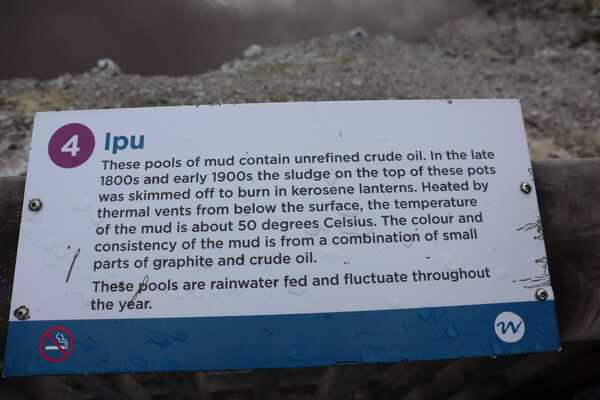 4
Ipu
These pools of mud contain unrefined crude oil. In the late
1800s and early 1900s the sludge on the top of these pots
was skimmed off to burn in kerosene lanterns. Heated by
thermal vents from below the surface, the temperature
of the mud is about 50 degrees Celsius. The colour and
consistency of the mud is from a combination of small
parts of graphite and crude oil.
These pools are rainwater fed and fluctuate throughout
the year.
w